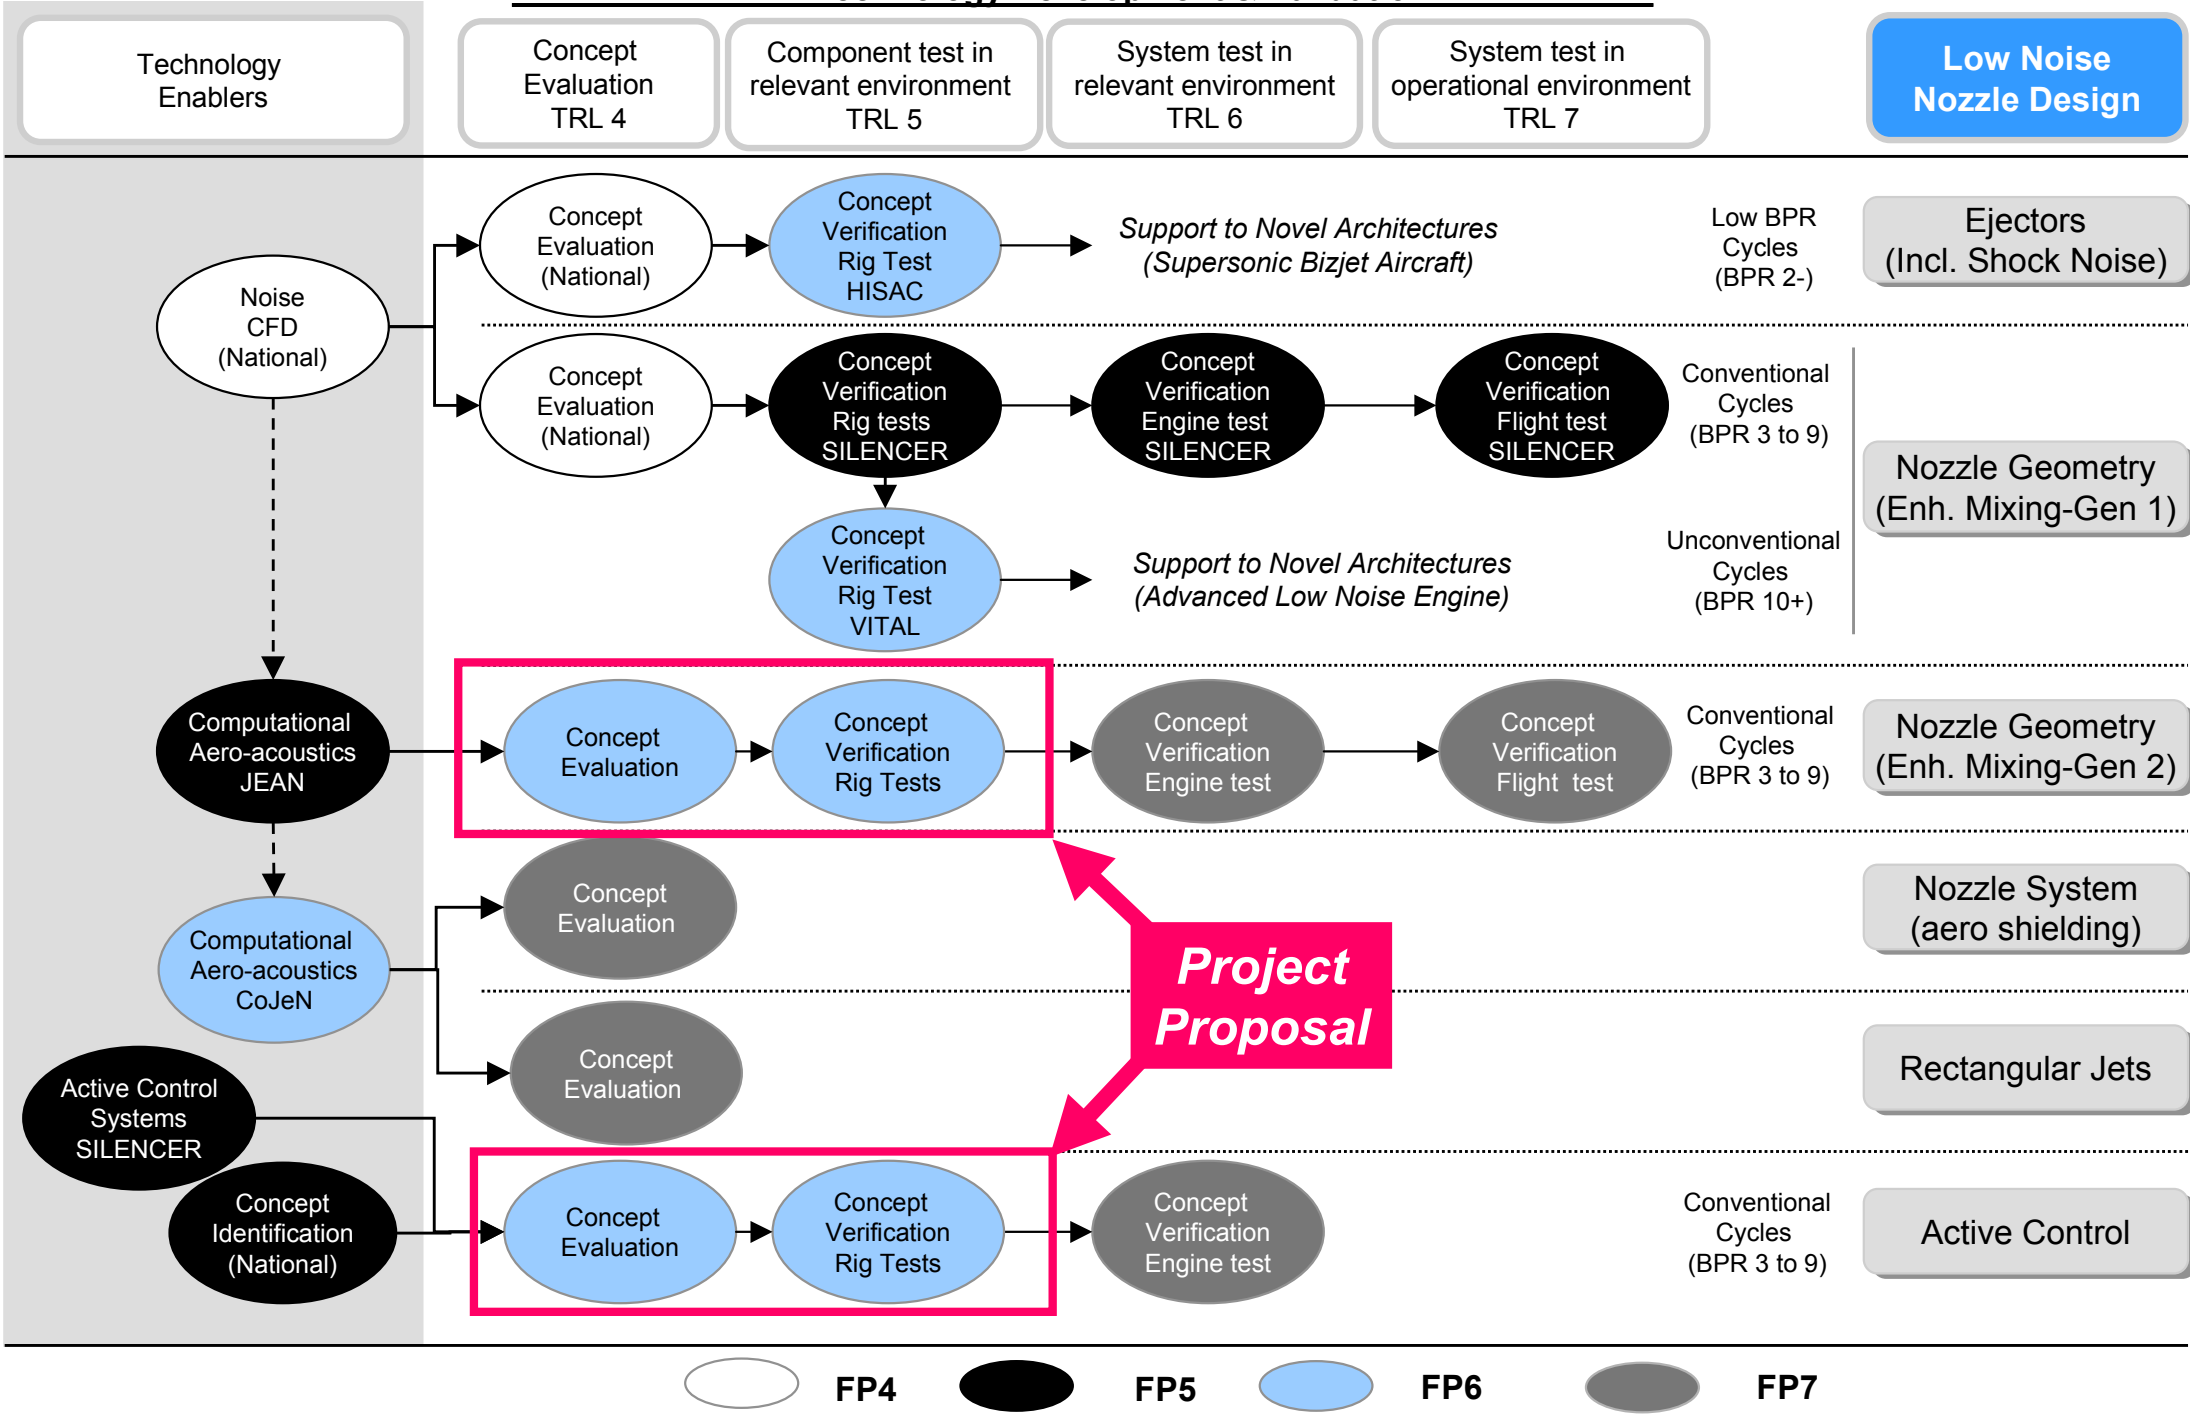 Technology
Enablers
Concept
Evaluation
TRL 4
Component test in
relevant environment
TRL 5
System test in
relevant environment
TRL 6
System test in
operational environment
TRL 7
Low Noise
Nozzle Design
Noise
CFD
(National)
Concept
Evaluation
(National)
Concept
Verification
Rig Test
HISAC
Support to Novel Architectures
(Supersonic Bizjet Aircraft)
Low BPR
Cycles
(BPR 2-)
Ejectors
(Incl. Shock Noise)
Concept
Evaluation
(National)
Concept
Verification
Rig tests
SILENCER
Concept
Verification
Engine test
SILENCER
Concept
Verification
Flight test
SILENCER
Conventional
Cycles
(BPR 3 to 9)
Nozzle Geometry
(Enh. Mixing-Gen 1)
Concept
Verification
Rig Test
VITAL
Support to Novel Architectures
(Advanced Low Noise Engine)
Unconventional
Cycles
(BPR 10+)
Computational
Aero-acoustics
JEAN
Concept
Evaluation
Concept
Verification
Rig Tests
Concept
Verification
Engine test
Concept
Verification
Flight test
Conventional
Cycles
(BPR 3 to 9)
Nozzle Geometry
(Enh. Mixing-Gen 2)
Computational
Aero-acoustics
CoJeN
Concept
Evaluation
Nozzle System
(aero shielding)
Project
Proposal
Concept
Evaluation
Rectangular Jets
Active Control
Systems
SILENCER
Concept
Identification
(National)
Concept
Evaluation
Concept
Verification
Rig Tests
Concept
Verification
Engine test
Conventional
Cycles
(BPR 3 to 9)
Active Control
FP4
FP5
FP6
FP7